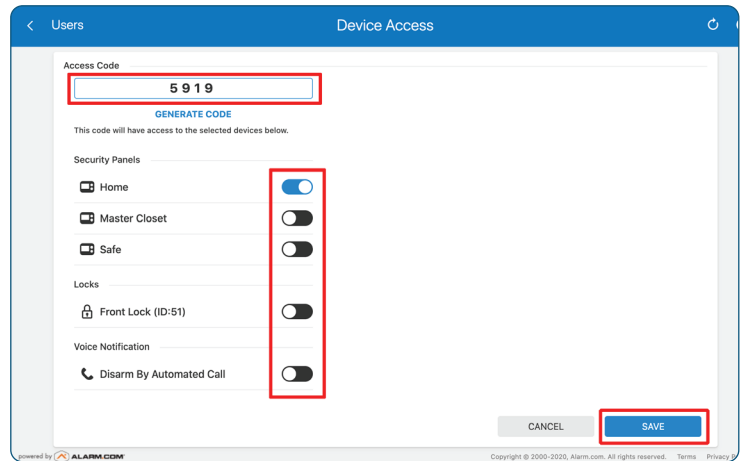 Users
Device Access
Access Code
5919
GENERATE CODE
This code will have access to the selected devices below.
Security Panels
Home
Master Closet
Safe
Locks
Front Lock (ID:51)
Voice Notification
Disarm By Automated Call
CANCEL
SAVE
powered by ALARM.COM
Copyright © 2000-2020, Alarm.com. All rights reserved. Terms Privacy